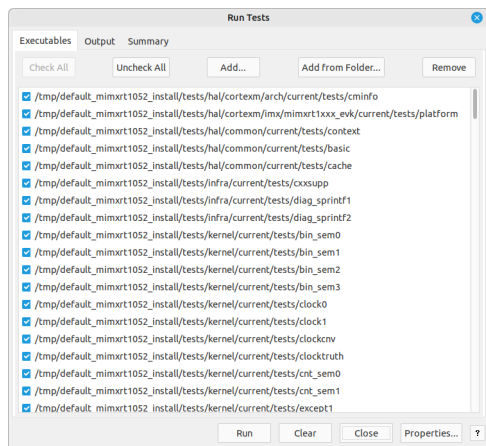 Run Tests
Executables Output Summary
Check All Uncheck All Add... Add from Folder... Remove
/tmp/default_mimxrt1052_install/tests/hal/cortexm/arch/current/tests/cminfo
/tmp/default_mimxrt1052_install/tests/hal/cortexm/imx/mimxrt1xxx_evk/current/tests/platform
/tmp/default_mimxrt1052_install/tests/hal/common/current/tests/context
/tmp/default_mimxrt1052_install/tests/hal/common/current/tests/basic
/tmp/default_mimxrt1052_install/tests/hal/common/current/tests/cache
/tmp/default_mimxrt1052_install/tests/infra/current/tests/cxxsupp
/tmp/default_mimxrt1052_install/tests/infra/current/tests/diag_sprintf1
/tmp/default_mimxrt1052_install/tests/infra/current/tests/diag_sprintf2
/tmp/default_mimxrt1052_install/tests/kernel/current/tests/bin_sem0
/tmp/default_mimxrt1052_install/tests/kernel/current/tests/bin_sem1
/tmp/default_mimxrt1052_install/tests/kernel/current/tests/bin_sem2
/tmp/default_mimxrt1052_install/tests/kernel/current/tests/bin_sem3
/tmp/default_mimxrt1052_install/tests/kernel/current/tests/clock0
/tmp/default_mimxrt1052_install/tests/kernel/current/tests/clock1
/tmp/default_mimxrt1052_install/tests/kernel/current/tests/clockcnv
/tmp/default_mimxrt1052_install/tests/kernel/current/tests/clocktruth
/tmp/default_mimxrt1052_install/tests/kernel/current/tests/cnt_sem0
/tmp/default_mimxrt1052_install/tests/kernel/current/tests/cnt_sem1
/tmp/default_mimxrt1052_install/tests/kernel/current/tests/except1
Run Clear Close Properties... ?